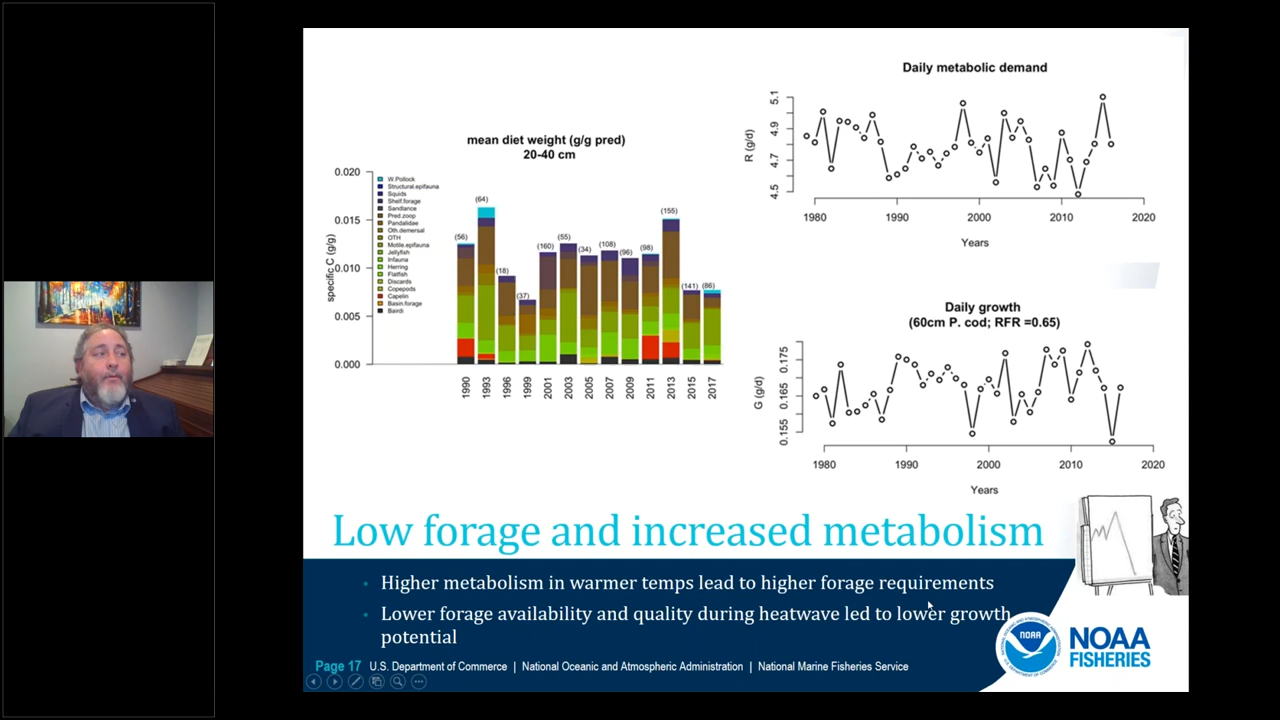 mean diet weight (g/g pred)
20-40 cm
specific C (g/g)
0.020
0.015
0.010
0.005
0.000
W.Pollock
Structural.epifauna
Squids
Shelf.forage
Sandlance
Pred.zoop
Pandalidae
Oth.demersal
OTH
Motile.epifauna
Jellyfish
Infauna
Herring
Flatfish
Discards
Copepods
Capelin
Basin.forage
Bairdi
(56)
(64)
(18)
(37)
(160)
(55)
(34)
(108)
(96)
(98)
(155)
(141)
(86)
1990
1993
1996
1999
2001
2003
2005
2007
2009
2011
2013
2015
2017
Daily metabolic demand
R (g/d)
5.1
4.9
4.7
4.5
1980 1990 2000 2010 2020
Years
Daily growth
(60cm P. cod; RFR =0.65)
G (g/d)
0.175
0.165
0.155
1980 1990 2000 2010 2020
Years
Low forage and increased metabolism
• Higher metabolism in warmer temps lead to higher forage requirements
• Lower forage availability and quality during heatwave led to lower growth
potential
Page 17 U.S. Department of Commerce | National Oceanic and Atmospheric Administration | National Marine Fisheries Service
NOAA
NOAA
FISHERIES